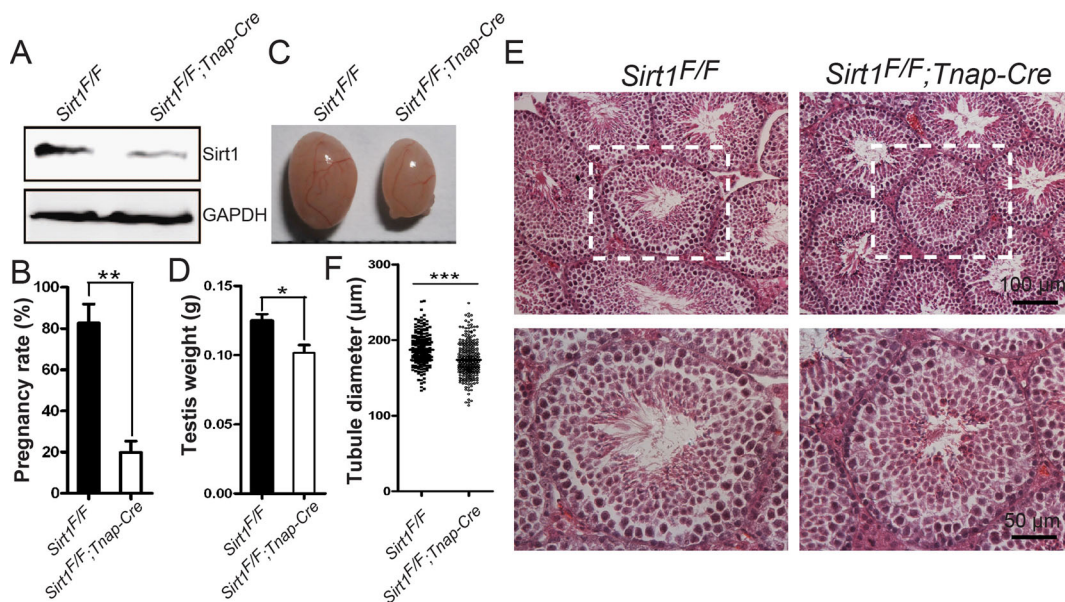 A
Sirt1F/F
Sirt1F/F;Tnap-Cre
Sirt1
GAPDH
B
**
Pregnancy rate (%)
100
80
60
40
20
0
Sirt1F/F
Sirt1F/F;Tnap-Cre
C
Sirt1F/F
Sirt1F/F;Tnap-Cre
D
*
Testis weight (g)
0.15
0.10
0.05
0.00
Sirt1F/F
Sirt1F/F;Tnap-Cre
F
***
Tubule diameter (μm)
300
200
100
0
Sirt1F/F
Sirt1F/F;Tnap-Cre
E
Sirt1F/F
Sirt1F/F;Tnap-Cre
100 μm
50 μm